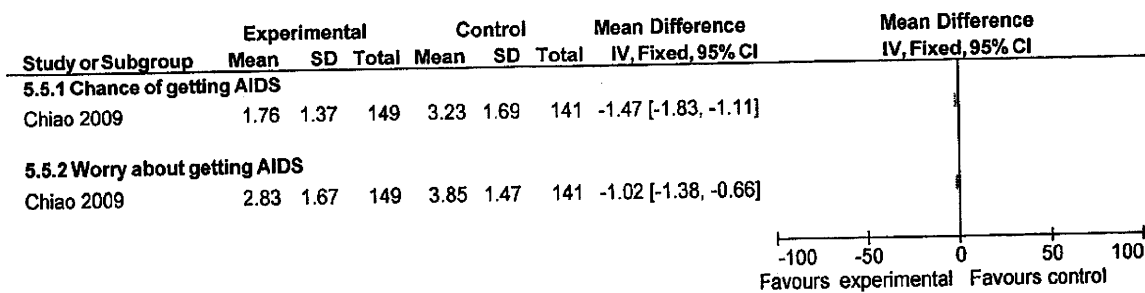 Experimental Control Mean Difference Mean Difference
Study or Subgroup Mean SD Total Mean SD Total IV, Fixed, 95% CI IV, Fixed, 95% CI
5.5.1 Chance of getting AIDS
Chiao 2009 1.76 1.37 149 3.23 1.69 141 -1.47 [-1.83, -1.11]
5.5.2 Worry about getting AIDS
Chiao 2009 2.83 1.67 149 3.85 1.47 141 -1.02 [-1.38, -0.66]
-100 -50 0 50 100
Favours experimental Favours control